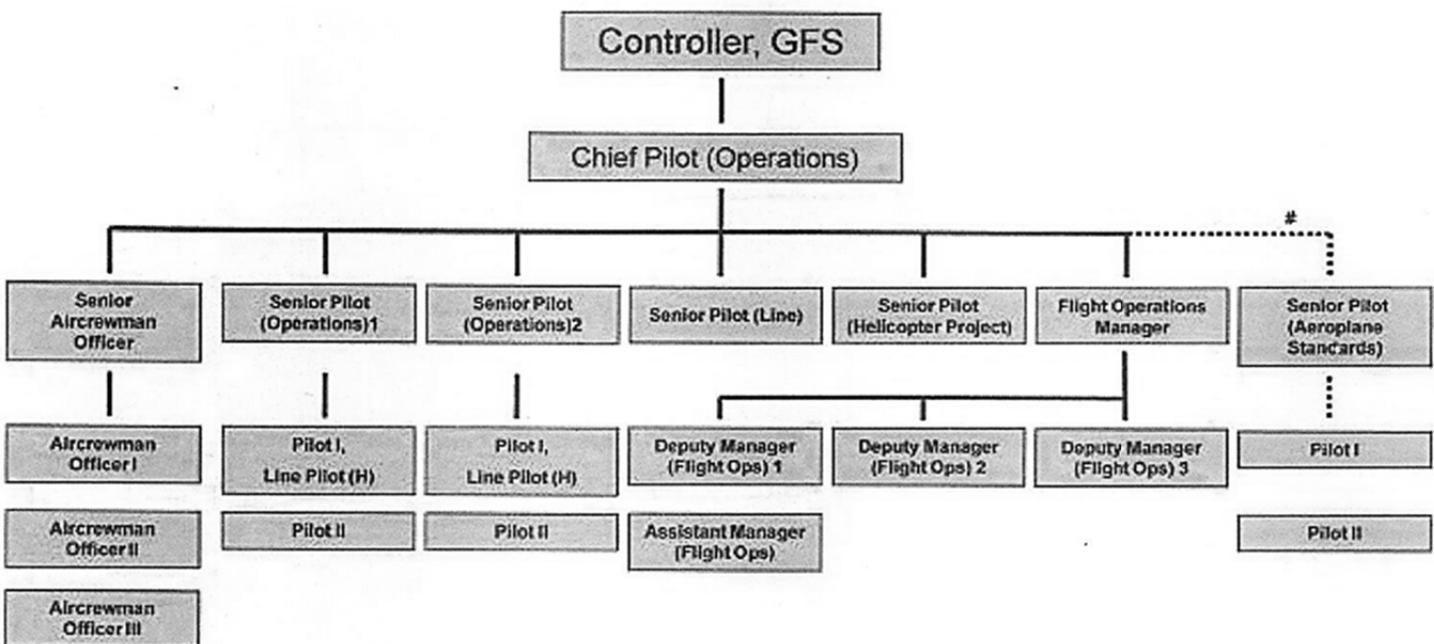 Controller, GFS
Chief Pilot (Operations)
#
Senior
Aircrewman
Officer
Senior Pilot
(Operations)1
Senior Pilot
(Operations)2
Senior Pilot (Line)
Senior Pilot
(Helicopter Project)
Flight Operations
Manager
Senior Pilot
(Aeroplane
Standards)
Aircrewman
Officer I
Pilot I,
Line Pilot (H)
Pilot I,
Line Pilot (H)
Deputy Manager
(Flight Ops) 1
Deputy Manager
(Flight Ops) 2
Deputy Manager
(Flight Ops) 3
Pilot I
Aircrewman
Officer II
Pilot II
Pilot II
Assistant Manager
(Flight Ops)
Pilot II
Aircrewman
Officer III